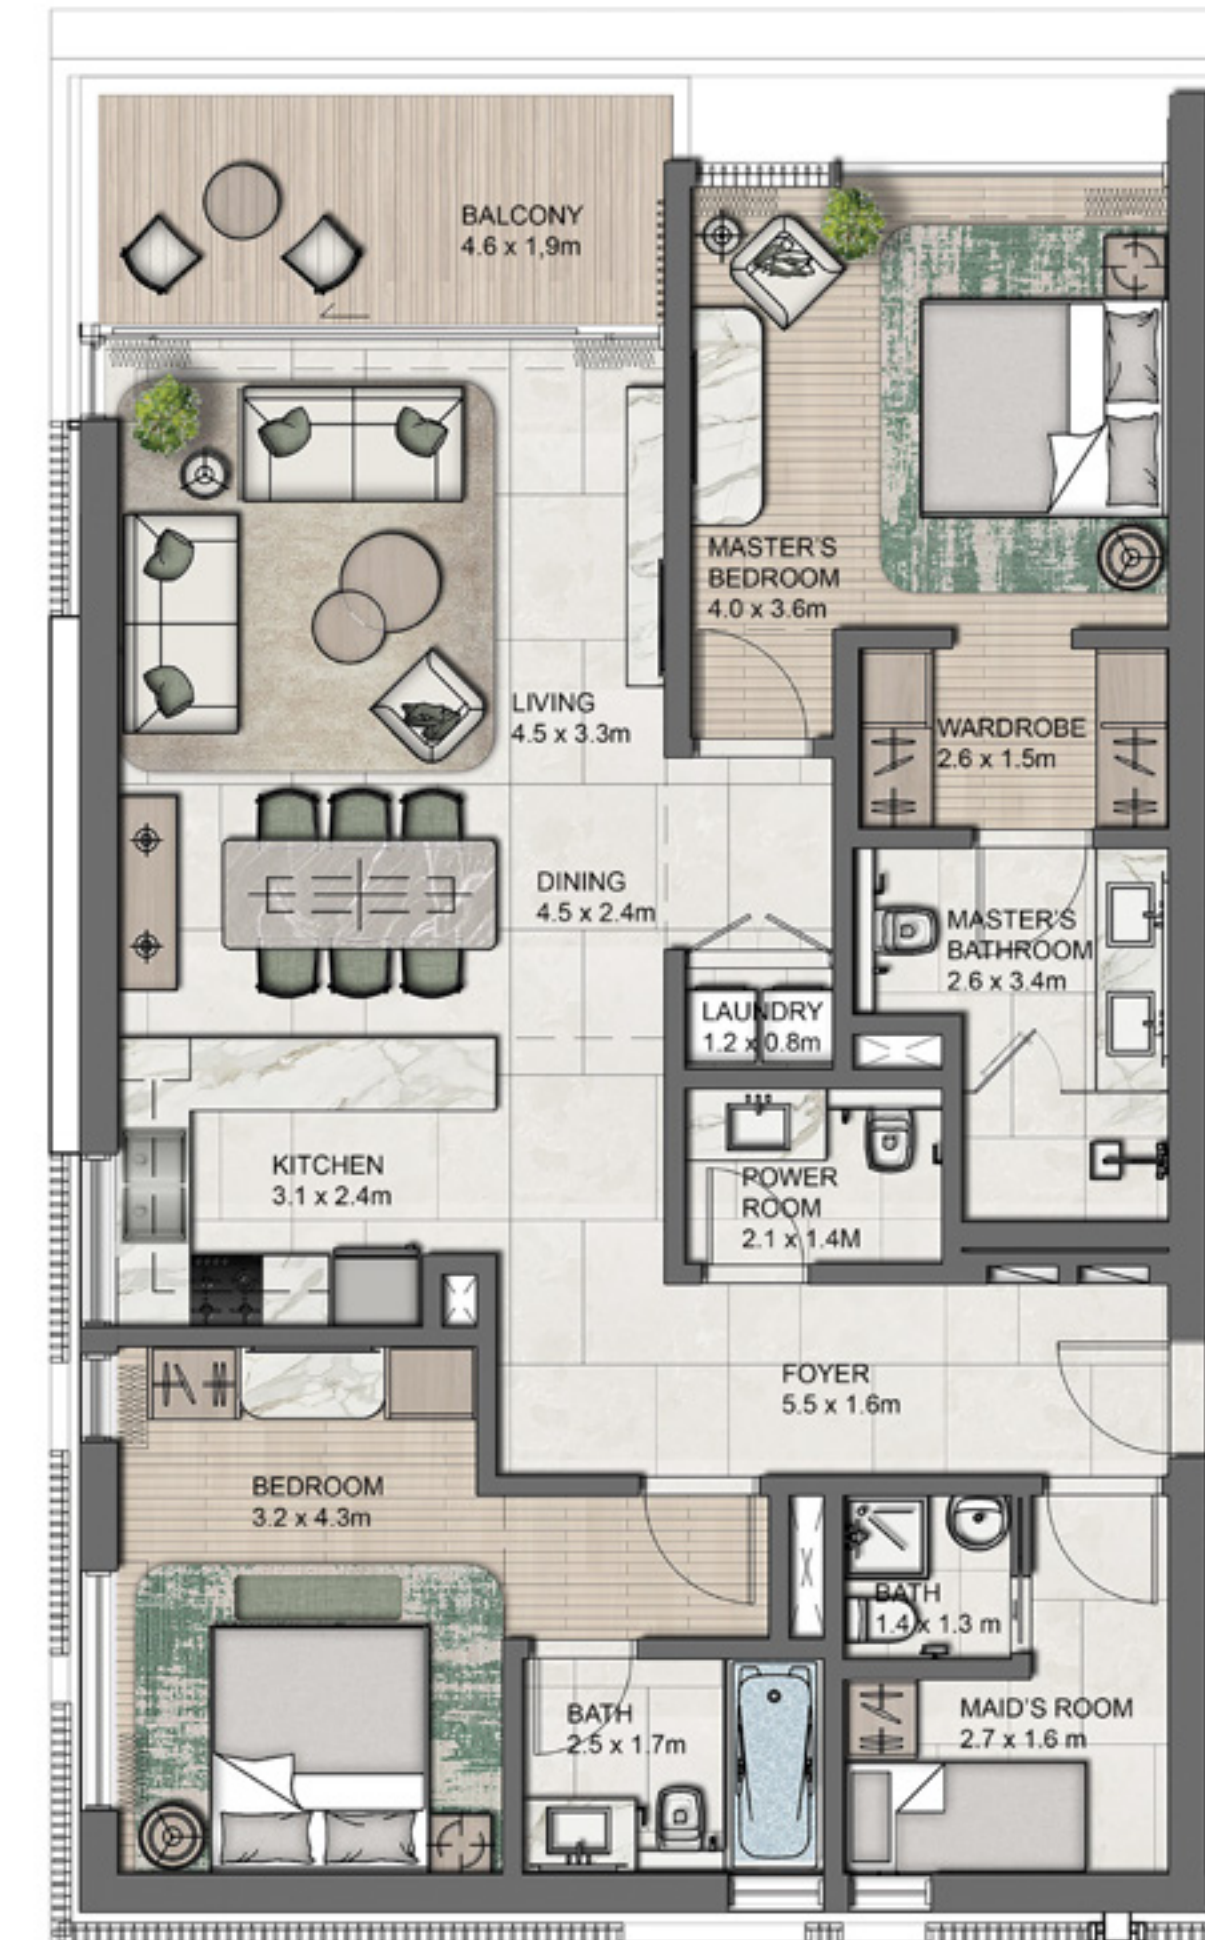 BALCONY
4.6 x 1,9m
MASTER'S
BEDROOM
4.0 x 3.6m
LIVING
4.5 x 3.3m
WARDROBE
2.6 x 1.5m
DINING
4.5 x 2.4m
MASTER'S
BATHROOM
2.6 x 3.4m
LAUNDRY
1.2 x 0.8m
KITCHEN
3.1 x 2.4m
POWER
ROOM
2.1 x 1.4M
FOYER
5.5 x 1.6m
BEDROOM
3.2 x 4.3m
BATH
1.4 x 1.3 m
BATH
2.5 x 1.7m
MAID'S ROOM
2.7 x 1.6 m